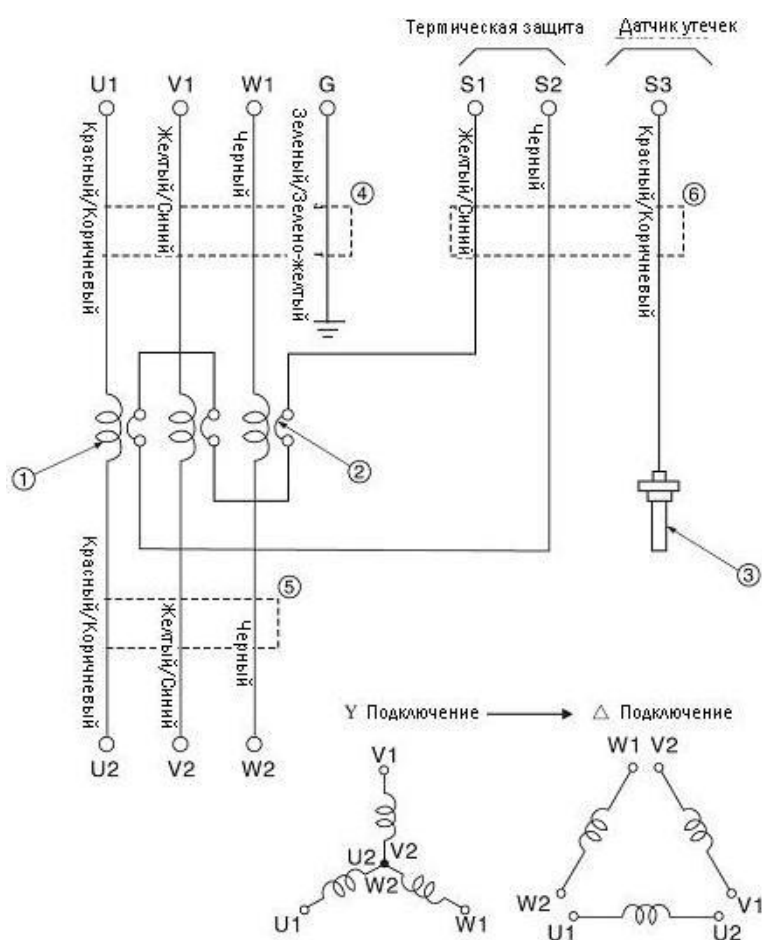 Термическая защита
Датчик утечек
U1 V1 W1 G S1 S2 S3
Красный/Коричневый
Желтый/Синий
Черный
Зеленый/Зелено-желтый
Желтый/Синий
Черный
Красный/Коричневый
4
6
1
2
3
Красный/Коричневый
Желтый/Синий
Черный
5
U2 V2 W2
Y Подключение
△ Подключение
V1
U2 V2
W2
U1 W1
W1 V2
W2 V1
U1 U2